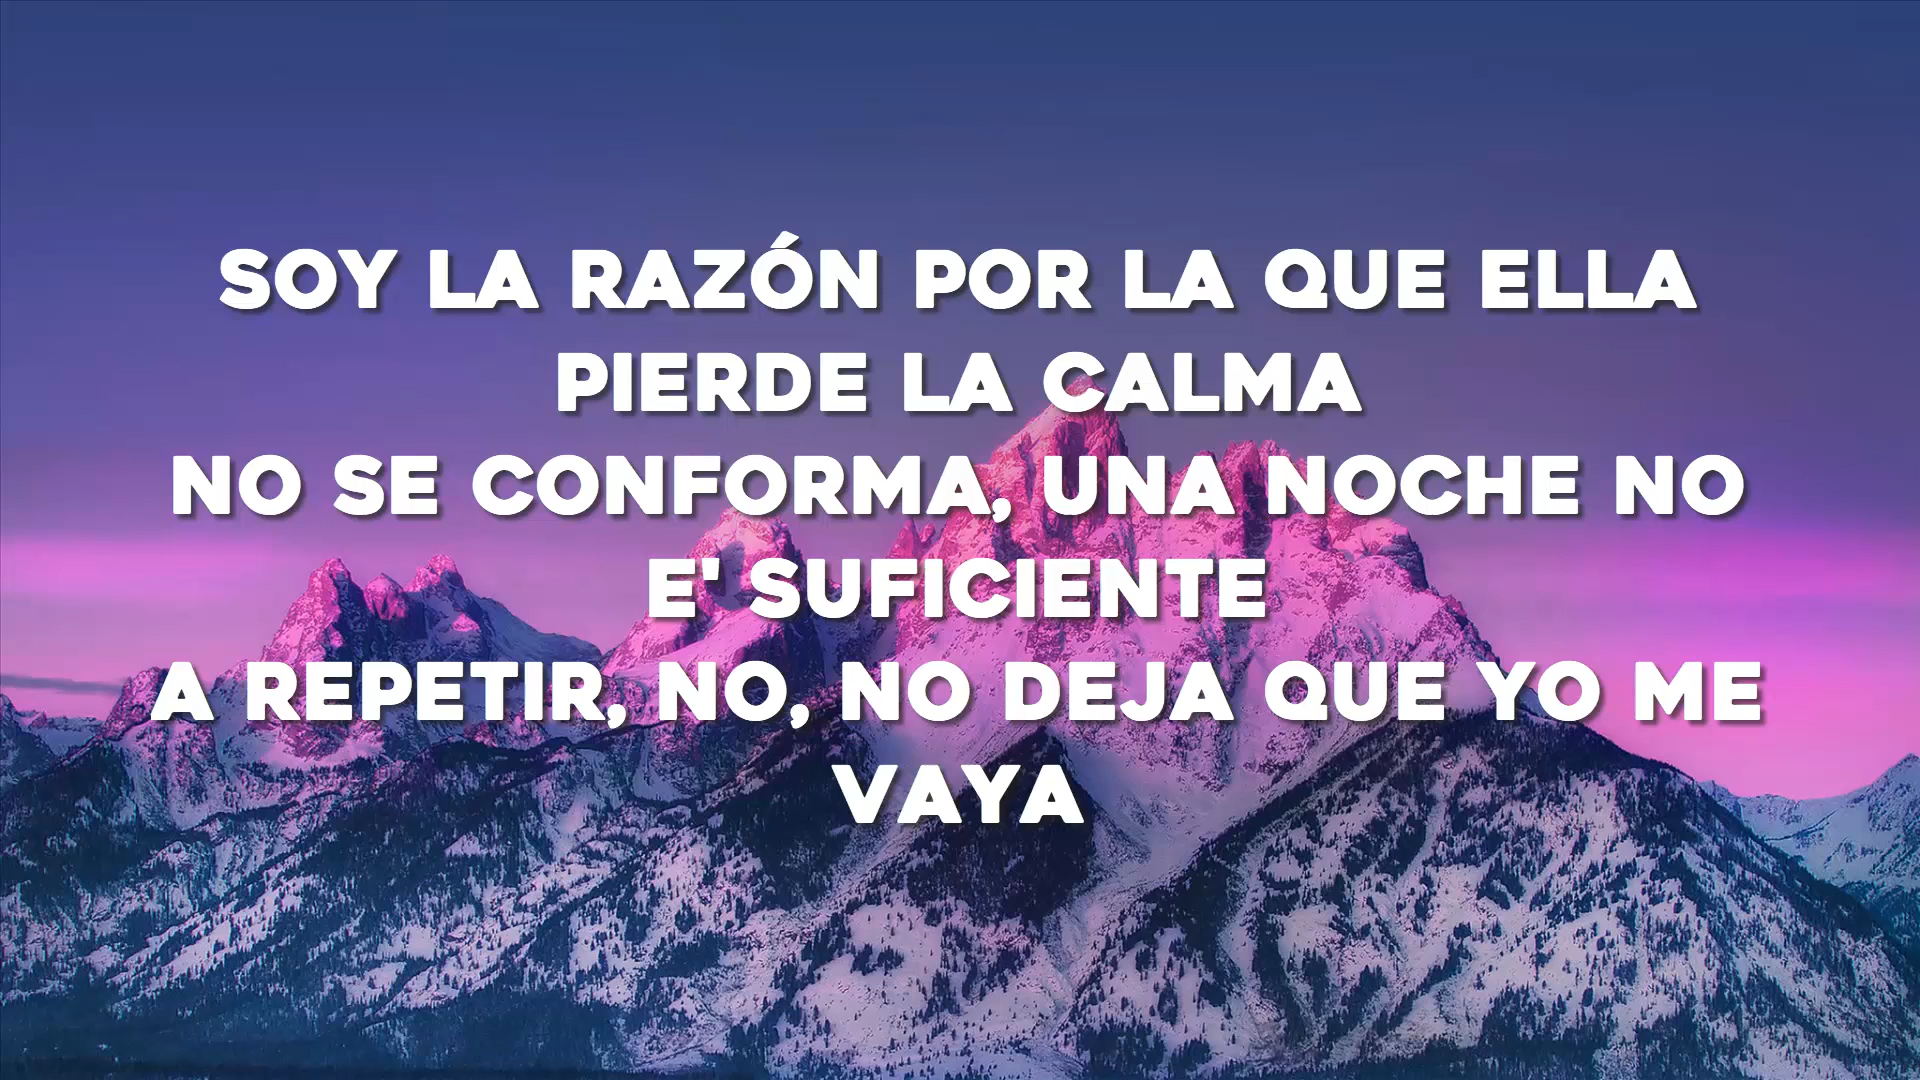 SOY LA RAZÓN POR LA QUE ELLA
PIERDE LA CALMA
NO SE CONFORMA, UNA NOCHE NO
E' SUFICIENTE
A REPETIR, NO, NO DEJA QUE YO ME
VAYA